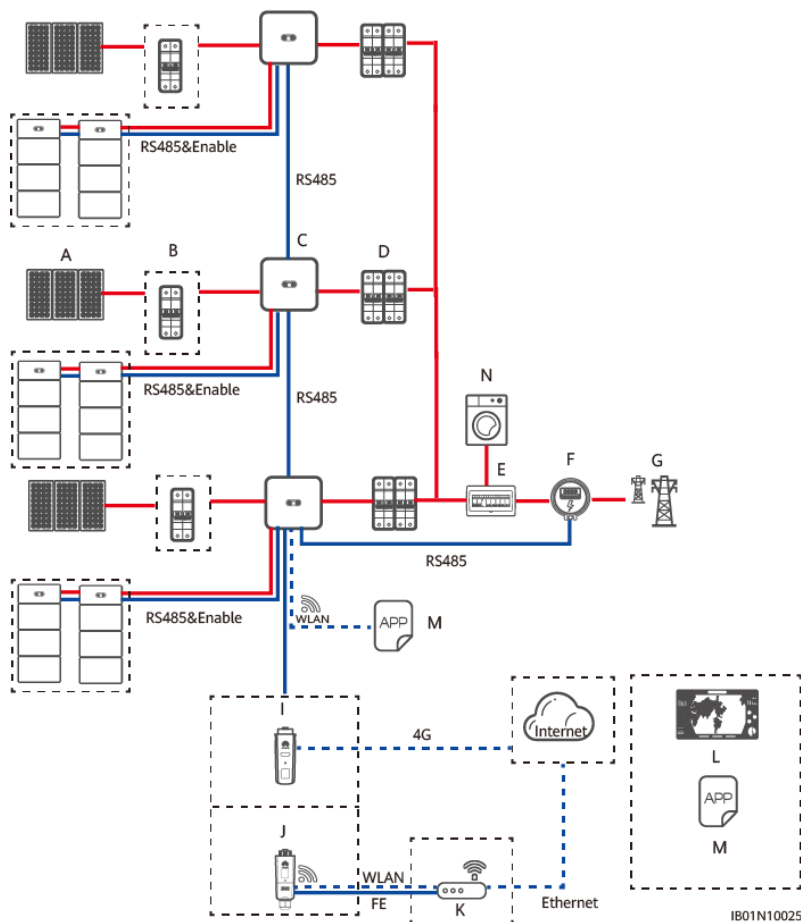 RS485&Enable
RS485
A
B
C
D
RS485&Enable
RS485
N
E
F
G
RS485
RS485&Enable
WLAN
APP
M
I
4G
Internet
L
APP
M
J
WLAN
FE
K
Ethernet
IB01N10025